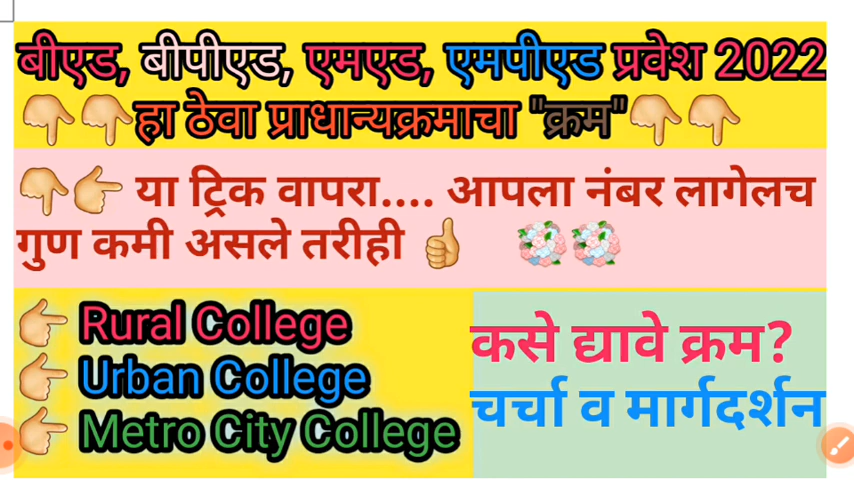 बीएड, बीपीएड, एमएड, एमपीएड प्रवेश 2022
👇👇हा ठेवा प्राधान्यक्रमाचा "क्रम"👇👇
👇👉 या ट्रिक वापरा.... आपला नंबर लागेलच
गुण कमी असले तरीही 👍 💐💐
👉 Rural College
👉 Urban College
👉 Metro City College
कसे द्यावे क्रम?
चर्चा व मार्गदर्शन